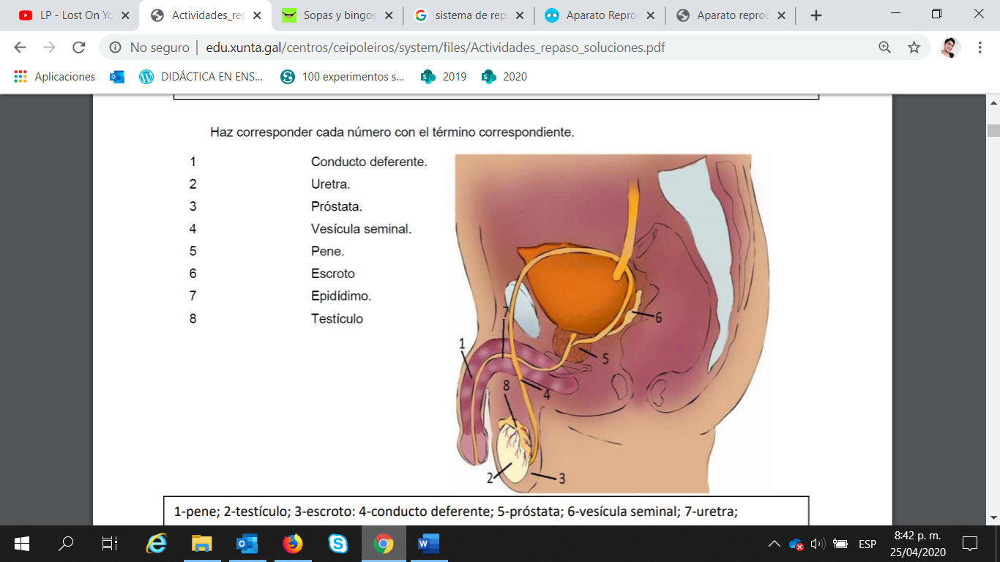 LP - Lost On Yo
Actividades_rep
Sopas y bingos
sistema de rep
Aparato Repro
Aparato reproc
No seguro | edu.xunta.gal/centros/ceipoleiros/system/files/Actividades_repaso_soluciones.pdf
Aplicaciones
DIDÁCTICA EN ENS...
100 experimentos s...
2019
2020
Haz corresponder cada número con el término correspondiente.
1 Conducto deferente.
2 Uretra.
3 Próstata.
4 Vesícula seminal.
5 Pene.
6 Escroto
7 Epidídimo.
8 Testículo
7
6
1
5
8
4
2
3
1-pene; 2-testículo; 3-escroto: 4-conducto deferente; 5-próstata; 6-vesícula seminal; 7-uretra;
ESP
8:42 p. m.
25/04/2020